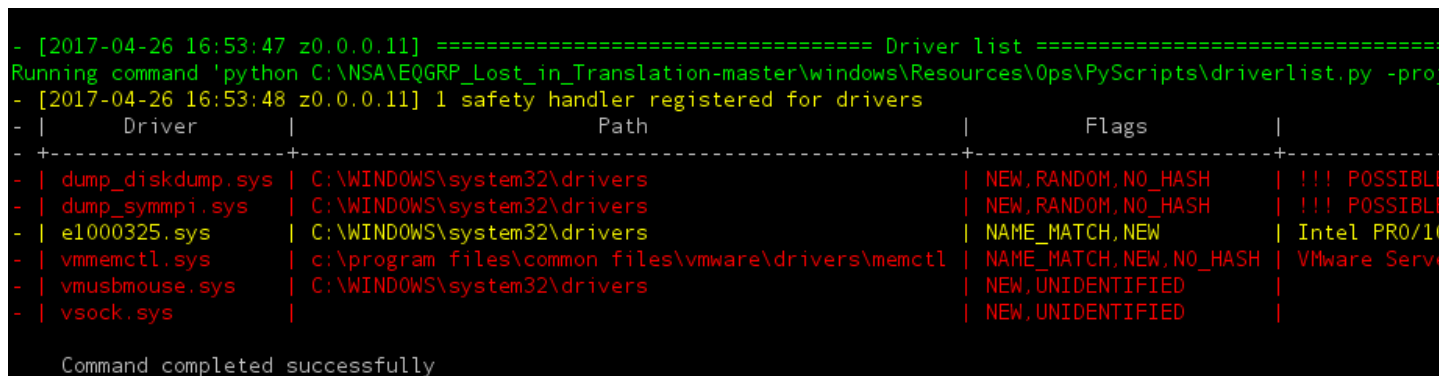 - [2017-04-26 16:53:47 z0.0.0.11] =================================== Driver list =================================
Running command 'python C:\NSA\EQGRP_Lost_in_Translation-master\windows\Resources\Ops\PyScripts\driverlist.py -pro
- [2017-04-26 16:53:48 z0.0.0.11] 1 safety handler registered for drivers
- | Driver | Path | Flags |
- +-------------------+-----------------------------------------------------+------------------------+------------
- | dump_diskdump.sys | C:\WINDOWS\system32\drivers | NEW,RANDOM,NO_HASH | !!! POSSIBLE
- | dump_symmpi.sys | C:\WINDOWS\system32\drivers | NEW,RANDOM,NO_HASH | !!! POSSIBLE
- | e1000325.sys | C:\WINDOWS\system32\drivers | NAME_MATCH,NEW | Intel PRO/10
- | vmmemctl.sys | c:\program files\common files\vmware\drivers\memctl | NAME_MATCH,NEW,NO_HASH | VMware Serve
- | vmusbmouse.sys | C:\WINDOWS\system32\drivers | NEW,UNIDENTIFIED |
- | vsock.sys | | NEW,UNIDENTIFIED |
Command completed successfully